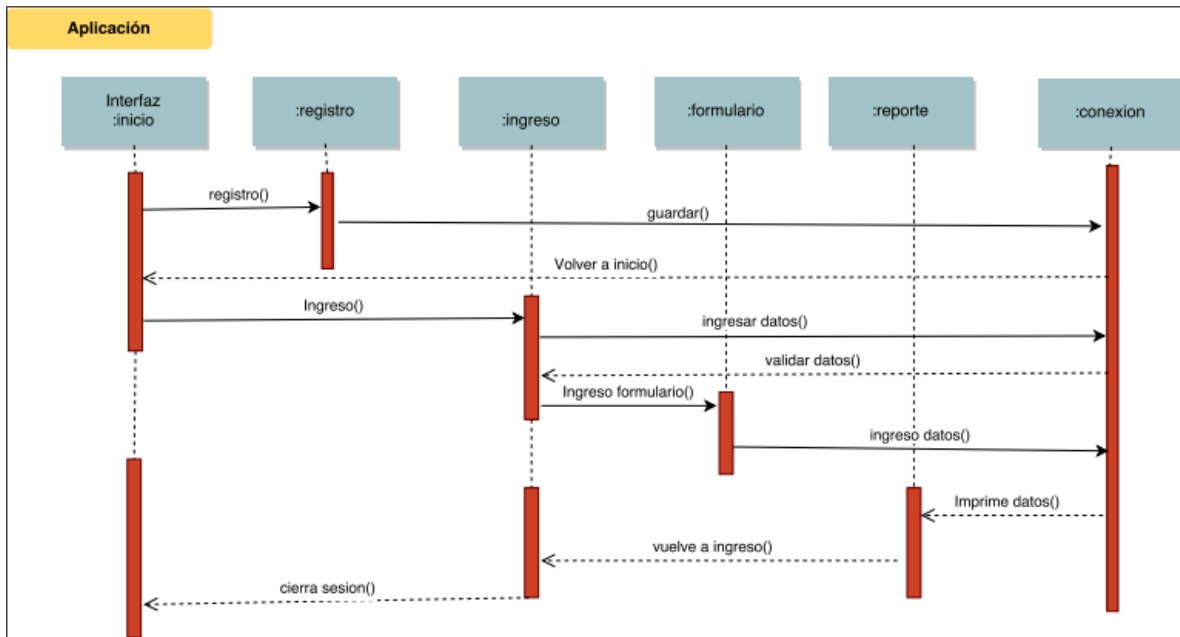 Aplicación
Interfaz
:inicio
:registro
:ingreso
:formulario
:reporte
:conexion
registro()
guardar()
Volver a inicio()
Ingreso()
ingresar datos()
validar datos()
Ingreso formulario()
ingreso datos()
Imprime datos()
vuelve a ingreso()
cierra sesion()